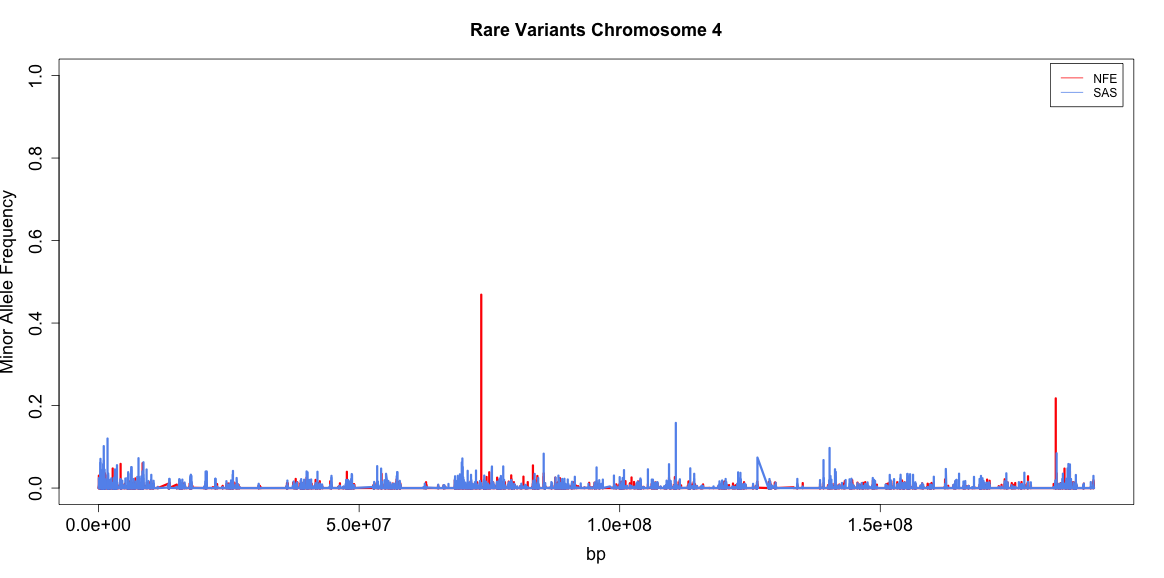 Rare Variants Chromosome 4
NFE
SAS
Minor Allele Frequency
1.0
0.8
0.6
0.4
0.2
0.0
0.0e+00 5.0e+07 1.0e+08 1.5e+08
bp